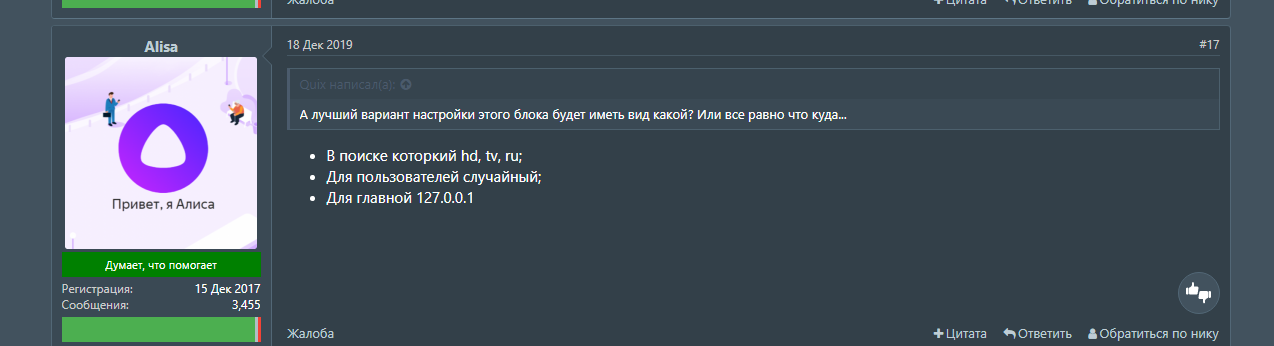 Жалоба
Цитата Ответить Обратиться по нику
Alisa
18 Дек 2019
#17
Quix написал(а):
А лучший вариант настройки этого блока будет иметь вид какой? Или все равно что куда...
В поиске которкий hd, tv, ru;
Для пользователей случайный;
Для главной 127.0.0.1
Привет, я Алиса
Думает, что помогает
Регистрация: 15 Дек 2017
Сообщения: 3,455
Жалоба
Цитата Ответить Обратиться по нику